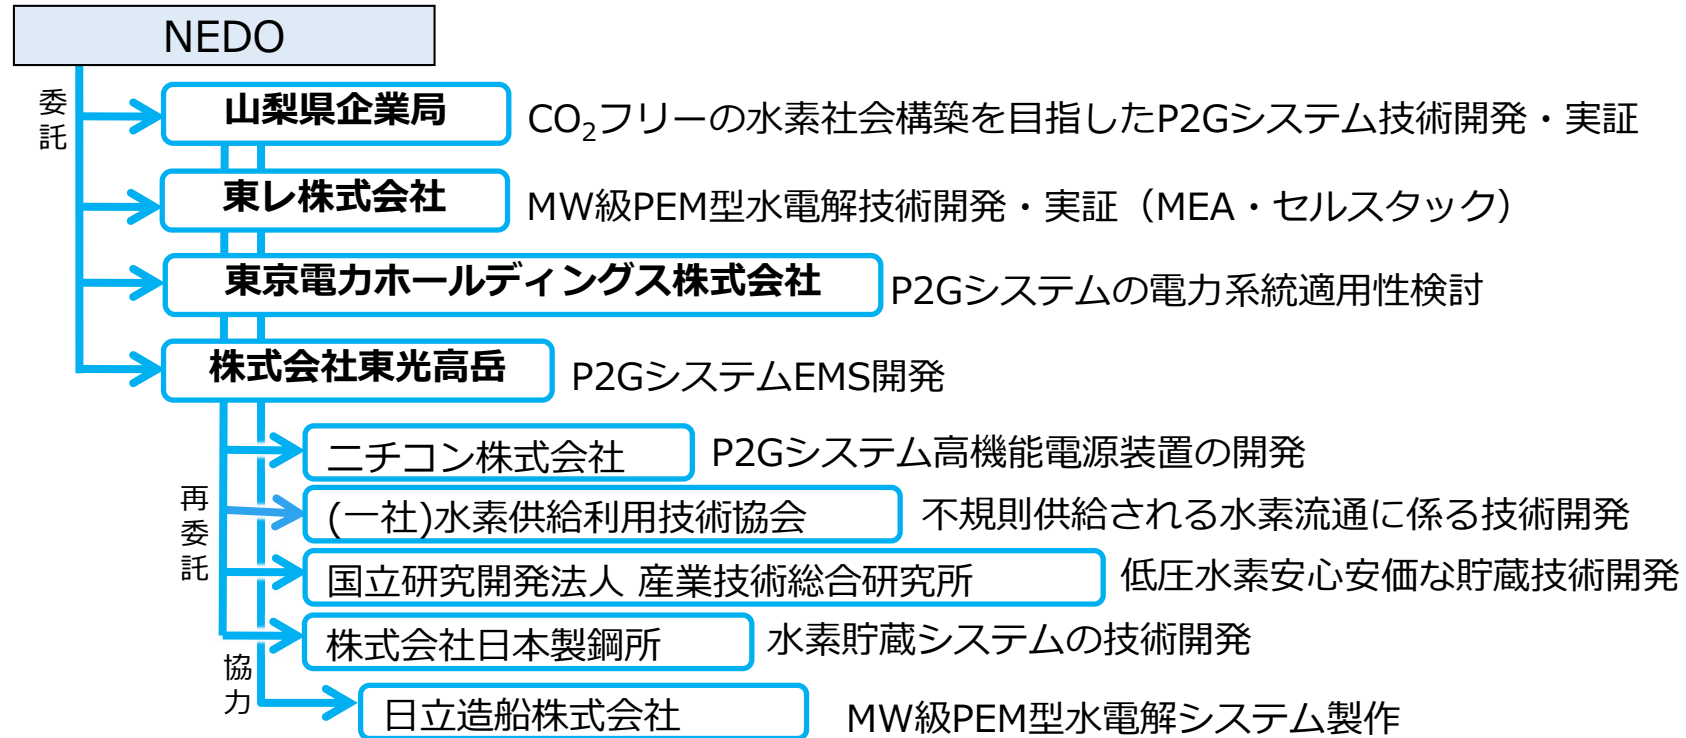 NEDO
委託
山梨県企業局
CO₂フリーの水素社会構築を目指したP2Gシステム技術開発・実証
東レ株式会社
MW級PEM型水電解技術開発・実証（MEA・セルスタック）
東京電力ホールディングス株式会社
P2Gシステムの電力系統適用性検討
株式会社東光高岳
P2GシステムEMS開発
再委託
ニチコン株式会社
P2Gシステム高機能電源装置の開発
(一社)水素供給利用技術協会
不規則供給される水素流通に係る技術開発
国立研究開発法人 産業技術総合研究所
低圧水素安心安価な貯蔵技術開発
株式会社日本製鋼所
水素貯蔵システムの技術開発
協力
日立造船株式会社
MW級PEM型水電解システム製作